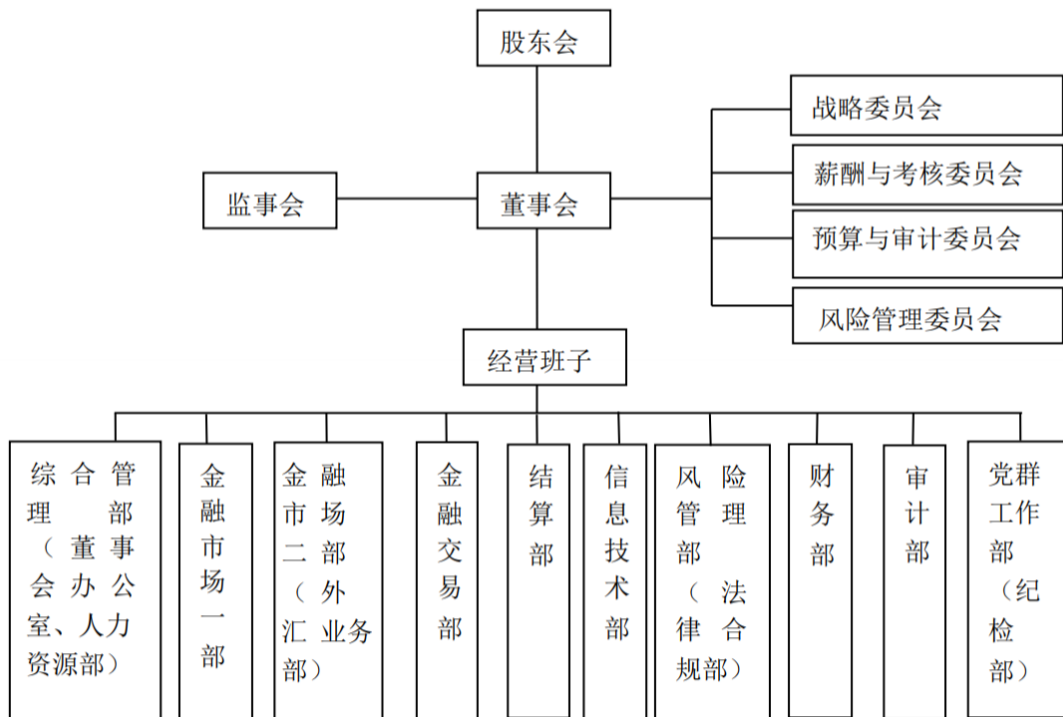 股东会
战略委员会
薪酬与考核委员会
监事会
董事会
预算与审计委员会
风险管理委员会
经营班子
综合管
理部
（董事
会办公
室、人力
资源部）
金融市场一部
金融
市场
二部
（外
汇业务
部）
金融交易部
结算部
信息技术部
风险
管理
部
（法
律合
规部）
财务部
审计部
党群
工作
部
（纪
检
部）